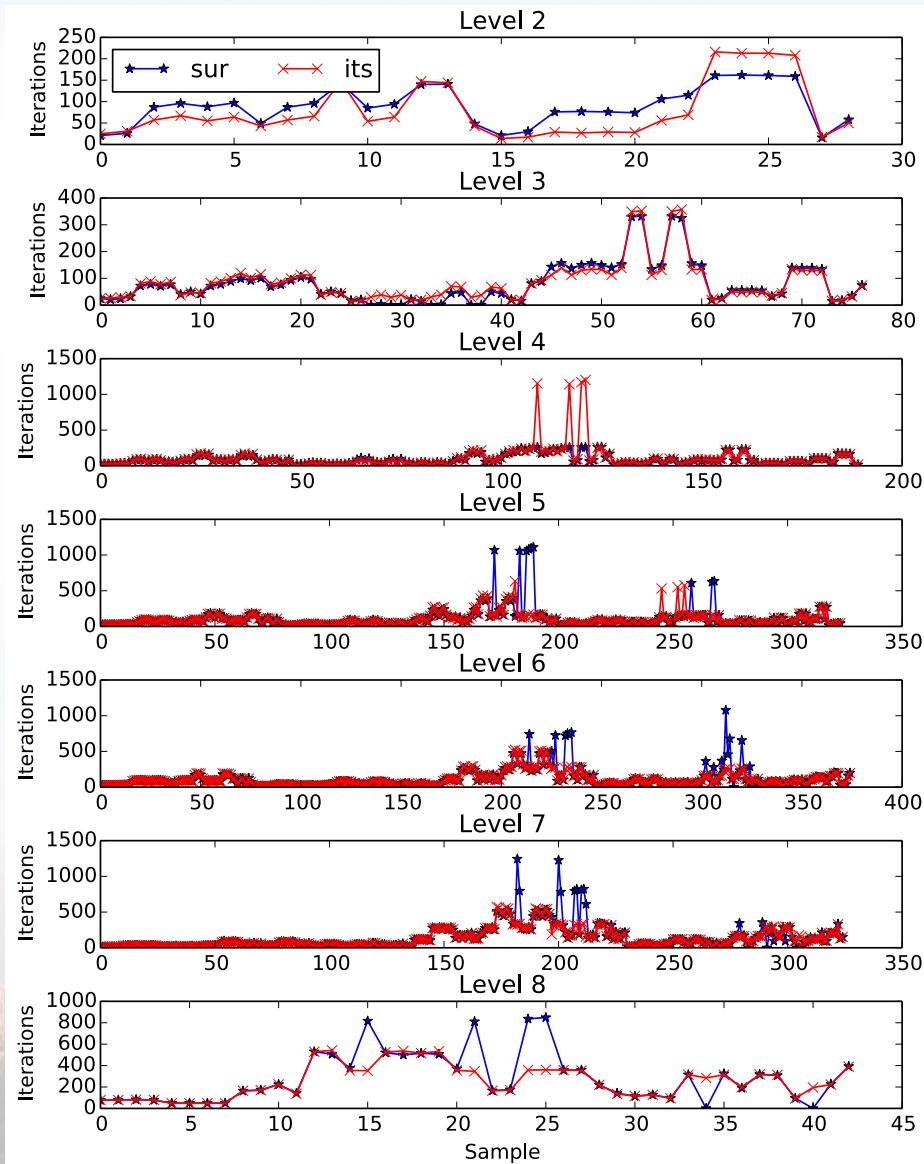 Level 2
Iterations
250
200
150
100
50
0
sur its
0 5 10 15 20 25 30
Level 3
Iterations
400
300
200
100
0
0 10 20 30 40 50 60 70 80
Level 4
Iterations
1500
1000
500
0
0 50 100 150 200
Level 5
Iterations
1500
1000
500
0
0 50 100 150 200 250 300 350
Level 6
Iterations
1500
1000
500
0
0 50 100 150 200 250 300 350 400
Level 7
Iterations
1500
1000
500
0
0 50 100 150 200 250 300 350
Level 8
Iterations
1000
800
600
400
200
0
0 5 10 15 20 25 30 35 40 45
Sample